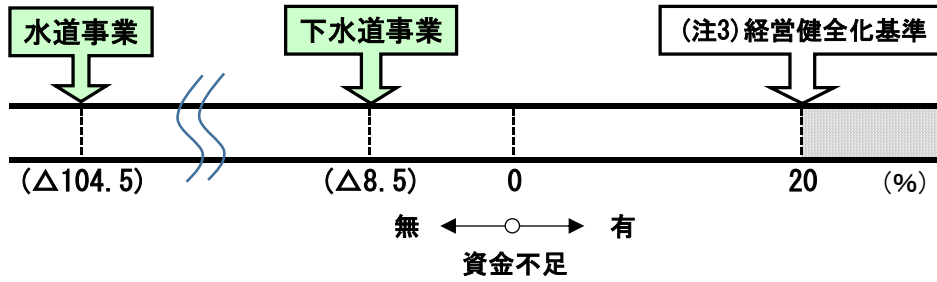 水道事業
下水道事業
(注3)経営健全化基準
(△104.5)
(△8.5)
0
20
(%)
無
有
資金不足